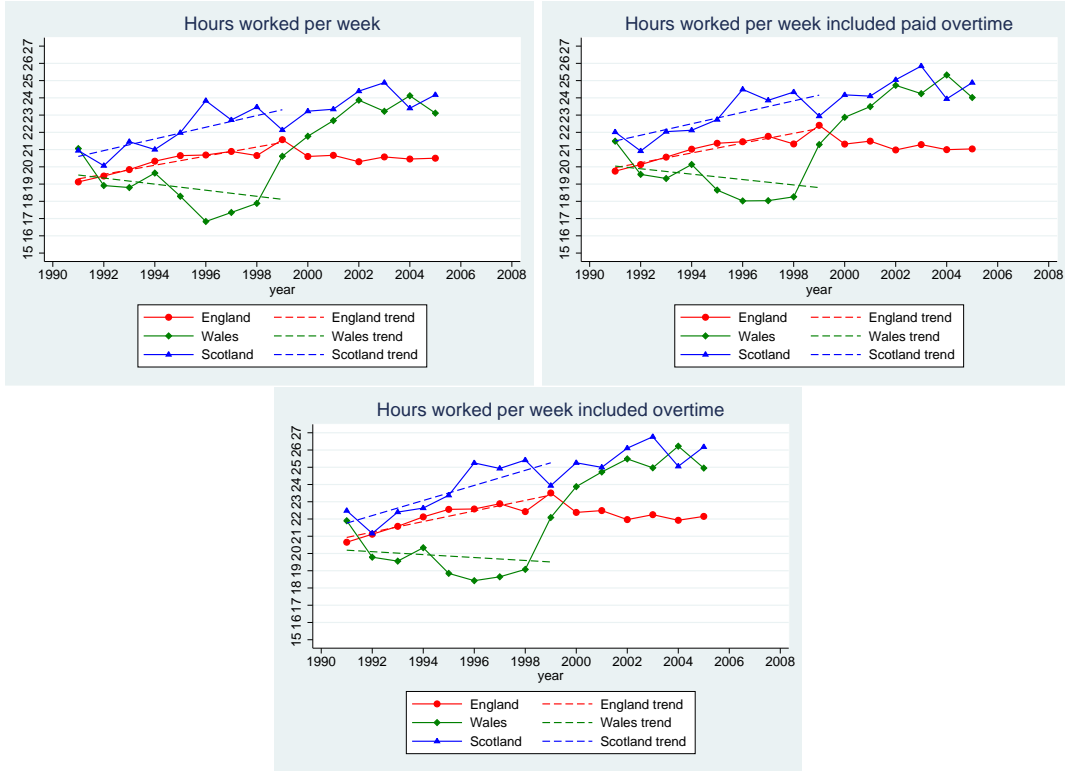 Hours worked per week
27
26
25
24
23
22
21
20
19
18
17
16
15
1990 1992 1994 1996 1998 2000 2002 2004 2006 2008
year
England England trend
Wales Wales trend
Scotland Scotland trend
Hours worked per week included paid overtime
27
26
25
24
23
22
21
20
19
18
17
16
15
1990 1992 1994 1996 1998 2000 2002 2004 2006 2008
year
England England trend
Wales Wales trend
Scotland Scotland trend
Hours worked per week included overtime
27
26
25
24
23
22
21
20
19
18
17
16
15
1990 1992 1994 1996 1998 2000 2002 2004 2006 2008
year
England England trend
Wales Wales trend
Scotland Scotland trend